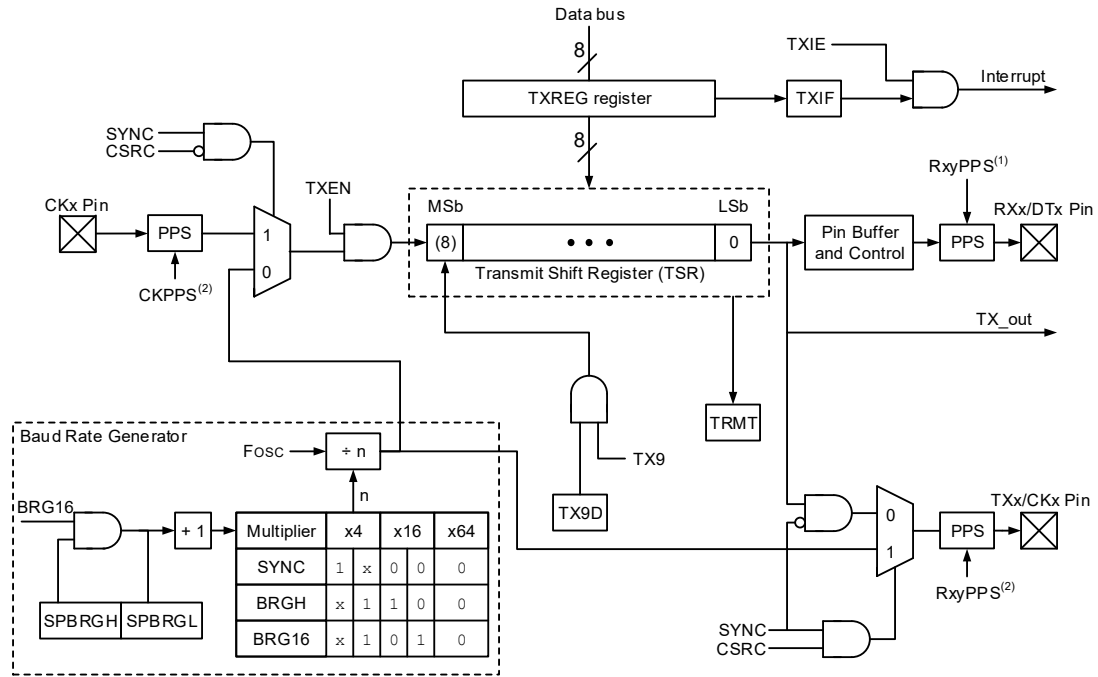 Data bus
8
TXIE
TXREG register
TXIF
Interrupt
SYNC
CSRC
8
RxyPPS(1)
TXEN
CKx Pin
MSb
LSb
RXx/DTx Pin
PPS
1
0
(8)
• • •
0
Pin Buffer
and Control
PPS
Transmit Shift Register (TSR)
CKPPS(2)
TX_out
TRMT
Baud Rate Generator
FOSC
÷ n
TX9
n
TX9D
BRG16
+ 1
Multiplier x4 x16 x64
SYNC 1 x 0 0 0
BRGH x 1 1 0 0
BRG16 x 1 0 1 0
SPBRGH SPBRGL
TXx/CKx Pin
0
1
PPS
RxyPPS(2)
SYNC
CSRC